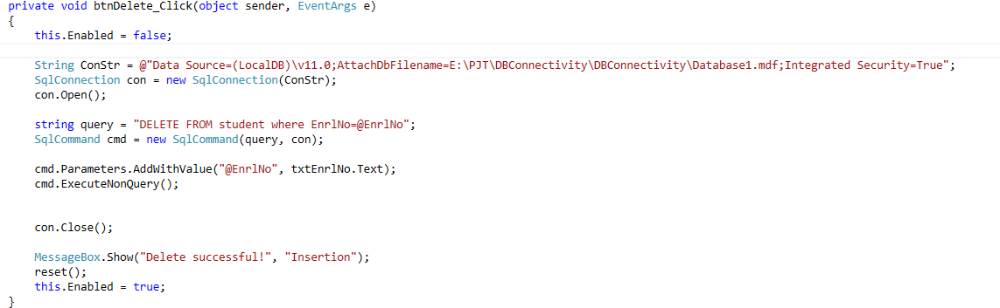 private void btnDelete_Click(object sender, EventArgs e)
{
this.Enabled = false;
String ConStr = @"Data Source=(LocalDB)\v11.0;AttachDbFilename=E:\PJT\DBConnectivity\DBConnectivity\Database1.mdf;Integrated Security=True";
SqlConnection con = new SqlConnection(ConStr);
con.Open();
string query = "DELETE FROM student where EnrlNo=@EnrlNo";
SqlCommand cmd = new SqlCommand(query, con);
cmd.Parameters.AddWithValue("@EnrlNo", txtEnrlNo.Text);
cmd.ExecuteNonQuery();
con.Close();
MessageBox.Show("Delete successful!", "Insertion");
reset();
this.Enabled = true;
}